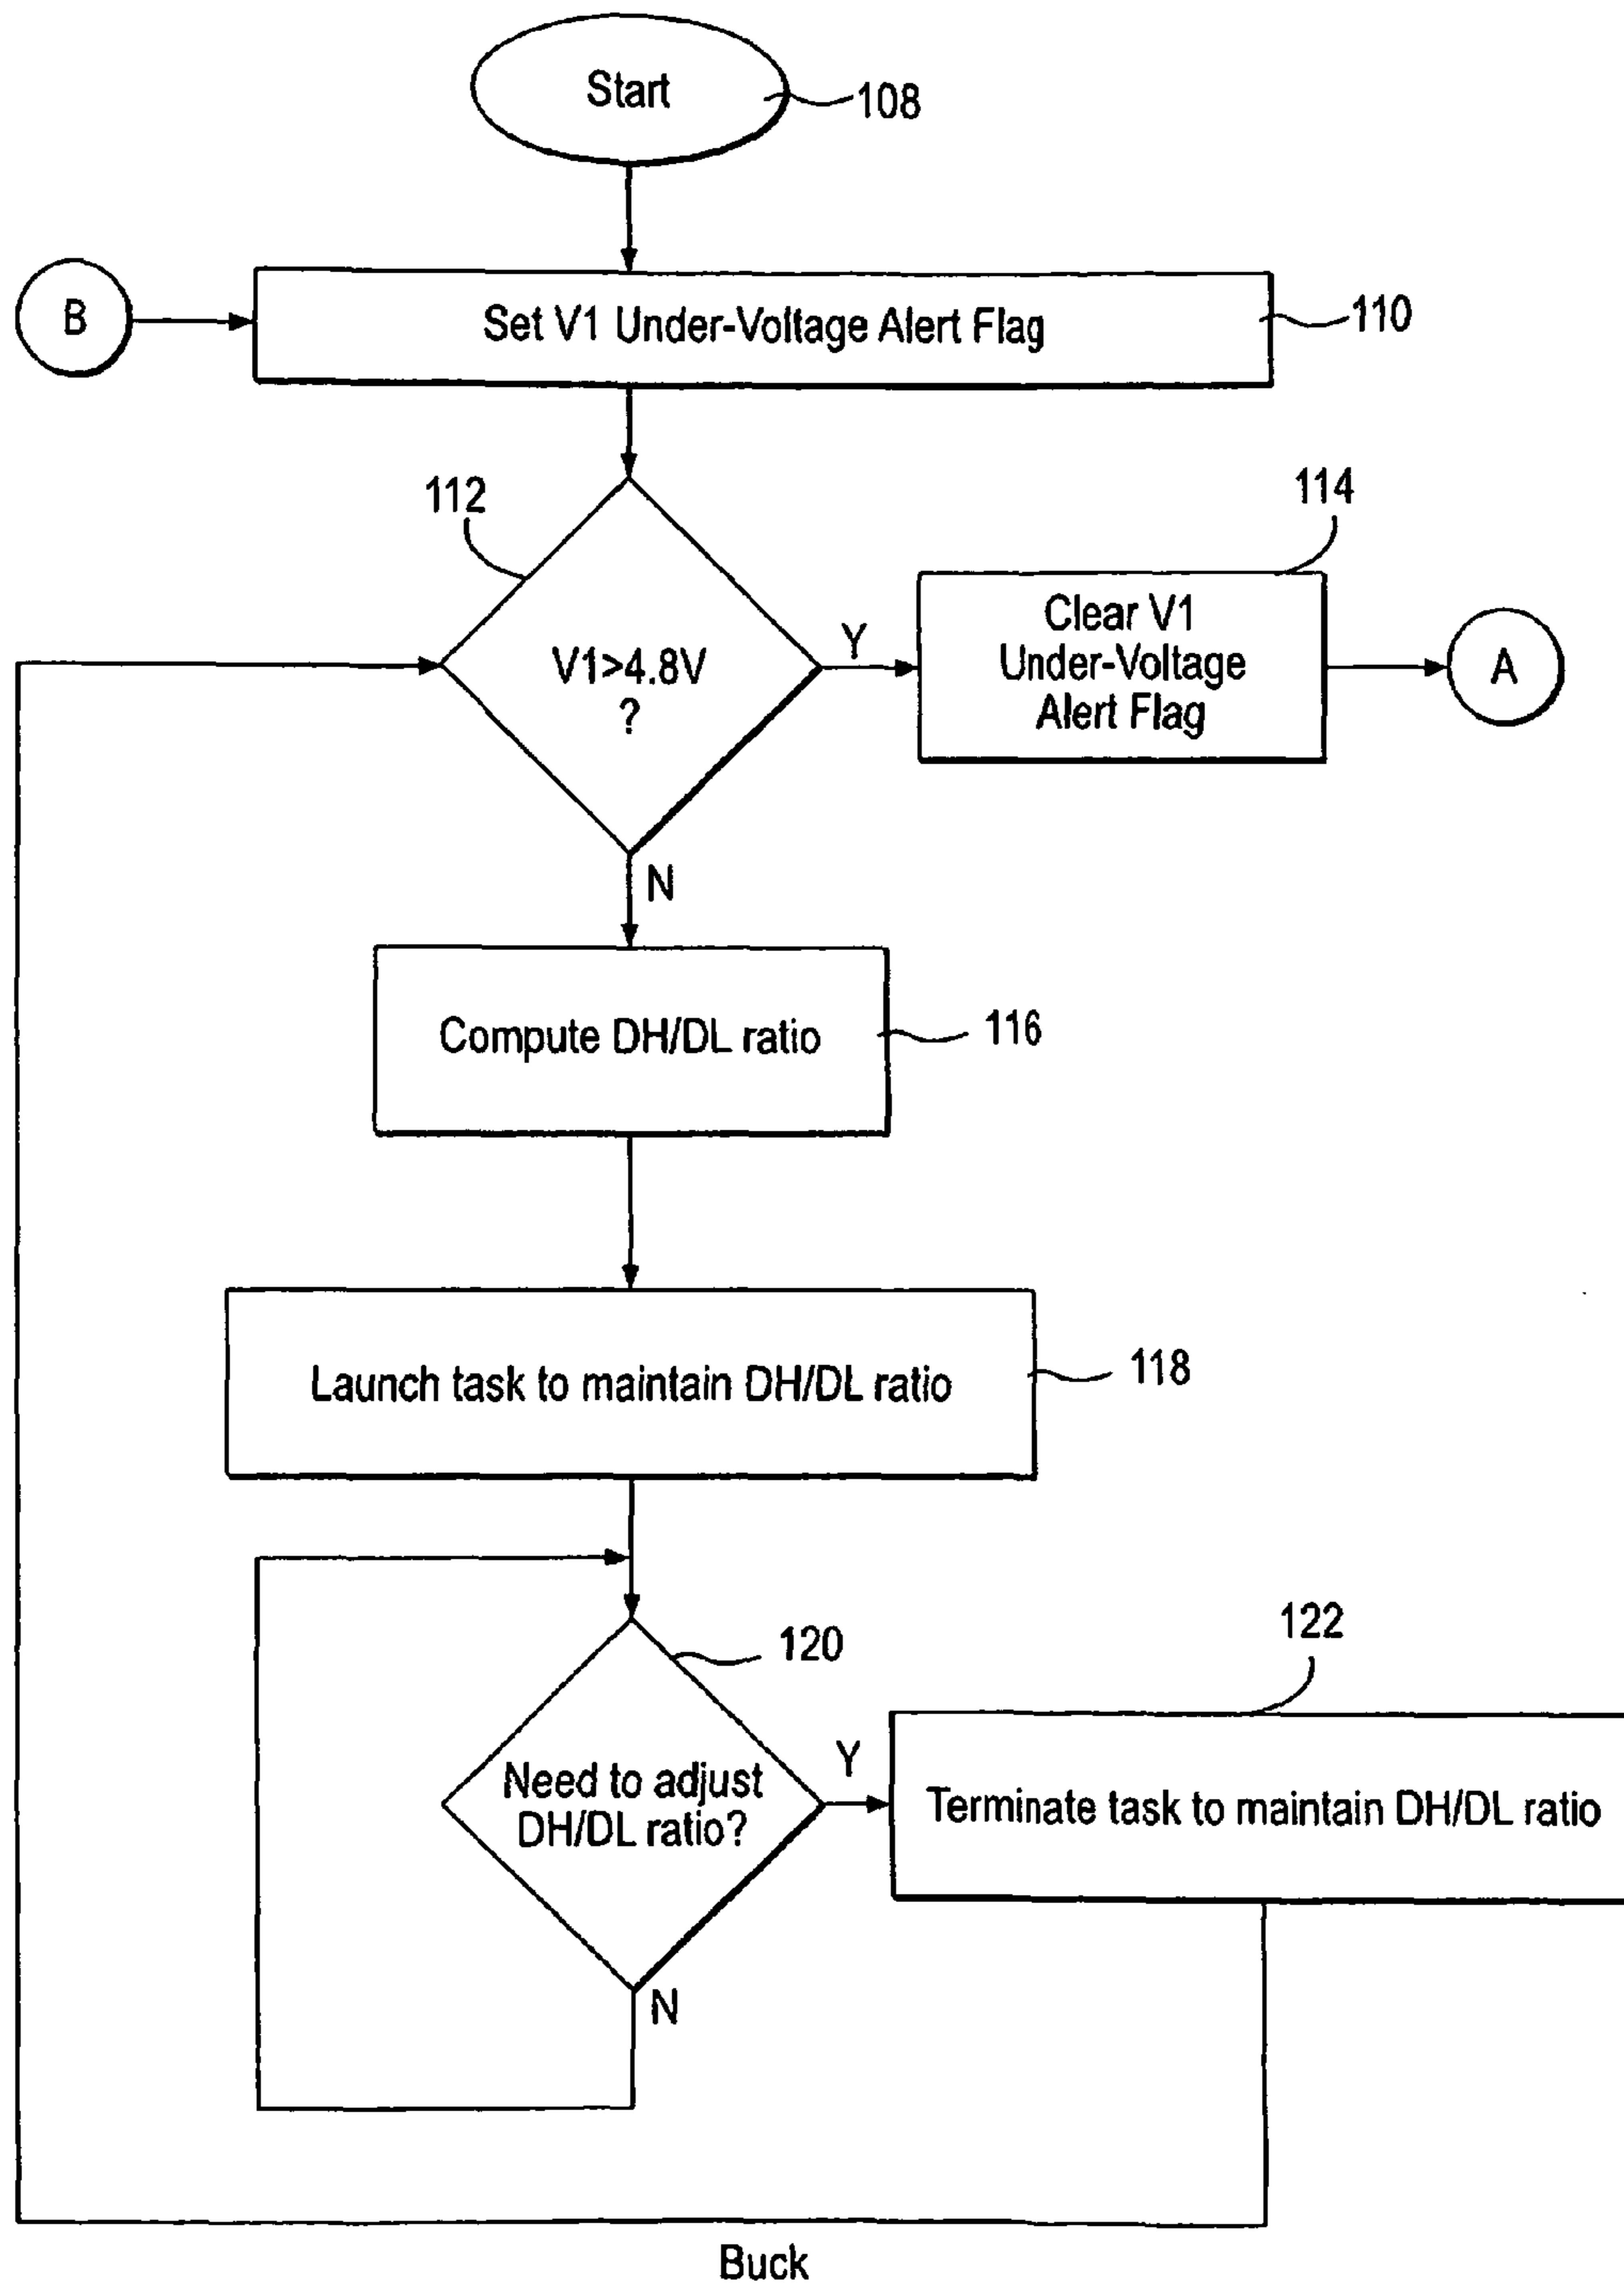 Start
108
B
Set V1 Under-Voltage Alert Flag
110
112
114
V1>4.8V
?
Y
Clear V1
Under-Voltage
Alert Flag
A
N
Compute DH/DL ratio
116
Launch task to maintain DH/DL ratio
118
120
122
Need to adjust
DH/DL ratio?
Y
Terminate task to maintain DH/DL ratio
N
Buck